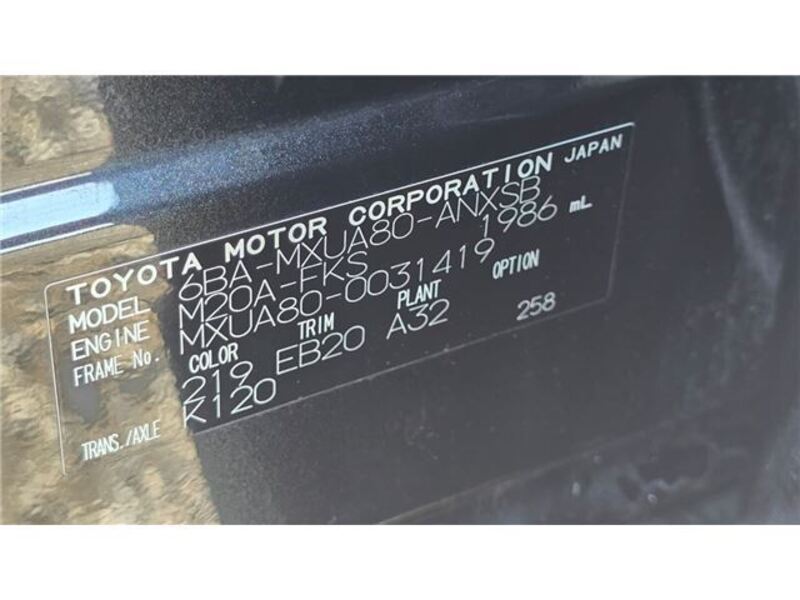 TOYOTA MOTOR CORPORATION JAPAN
MODEL 6BA-MXUA80-ANXSB
ENGINE M20A-FKS 1986 mL
FRAME No. MXUA80-0031419
COLOR TRIM PLANT OPTION
219 EB20 A32 258
TRANS./AXLE K120